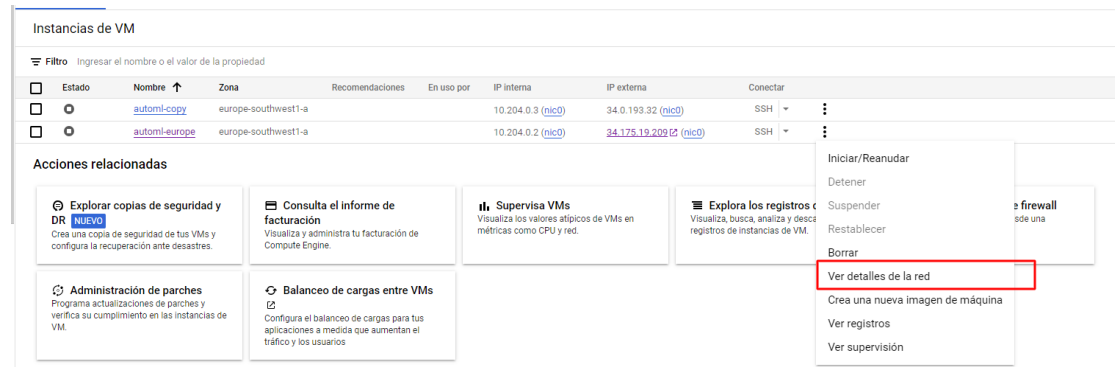 Instancias de VM
Filtro Ingresar el nombre o el valor de la propiedad
Estado Nombre Zona Recomendaciones En uso por IP interna IP externa Conectar
automl-copy europe-southwest1-a 10.204.0.3 (nic0) 34.0.193.32 (nic0) SSH
automl-europe europe-southwest1-a 10.204.0.2 (nic0) 34.175.19.209 (nic0) SSH
Acciones relacionadas
Explorar copias de seguridad y
DR NUEVO
Crea una copia de seguridad de tus VMs y
configura la recuperación ante desastres.
Consulta el informe de
facturación
Visualiza y administra tu facturación de
Compute Engine.
Supervisa VMs
Visualiza los valores atípicos de VMs en
métricas como CPU y red.
Explora los registros
Visualiza, busca, analiza y desca
registros de instancias de VM.
e firewall
sde una
Administración de parches
Programa actualizaciones de parches y
verifica su cumplimiento en las instancias de
VM.
Balanceo de cargas entre VMs
Configura el balanceo de cargas para tus
aplicaciones a medida que aumentan el
tráfico y los usuarios
Iniciar/Reanudar
Detener
Suspender
Restablecer
Borrar
Ver detalles de la red
Crea una nueva imagen de máquina
Ver registros
Ver supervisión